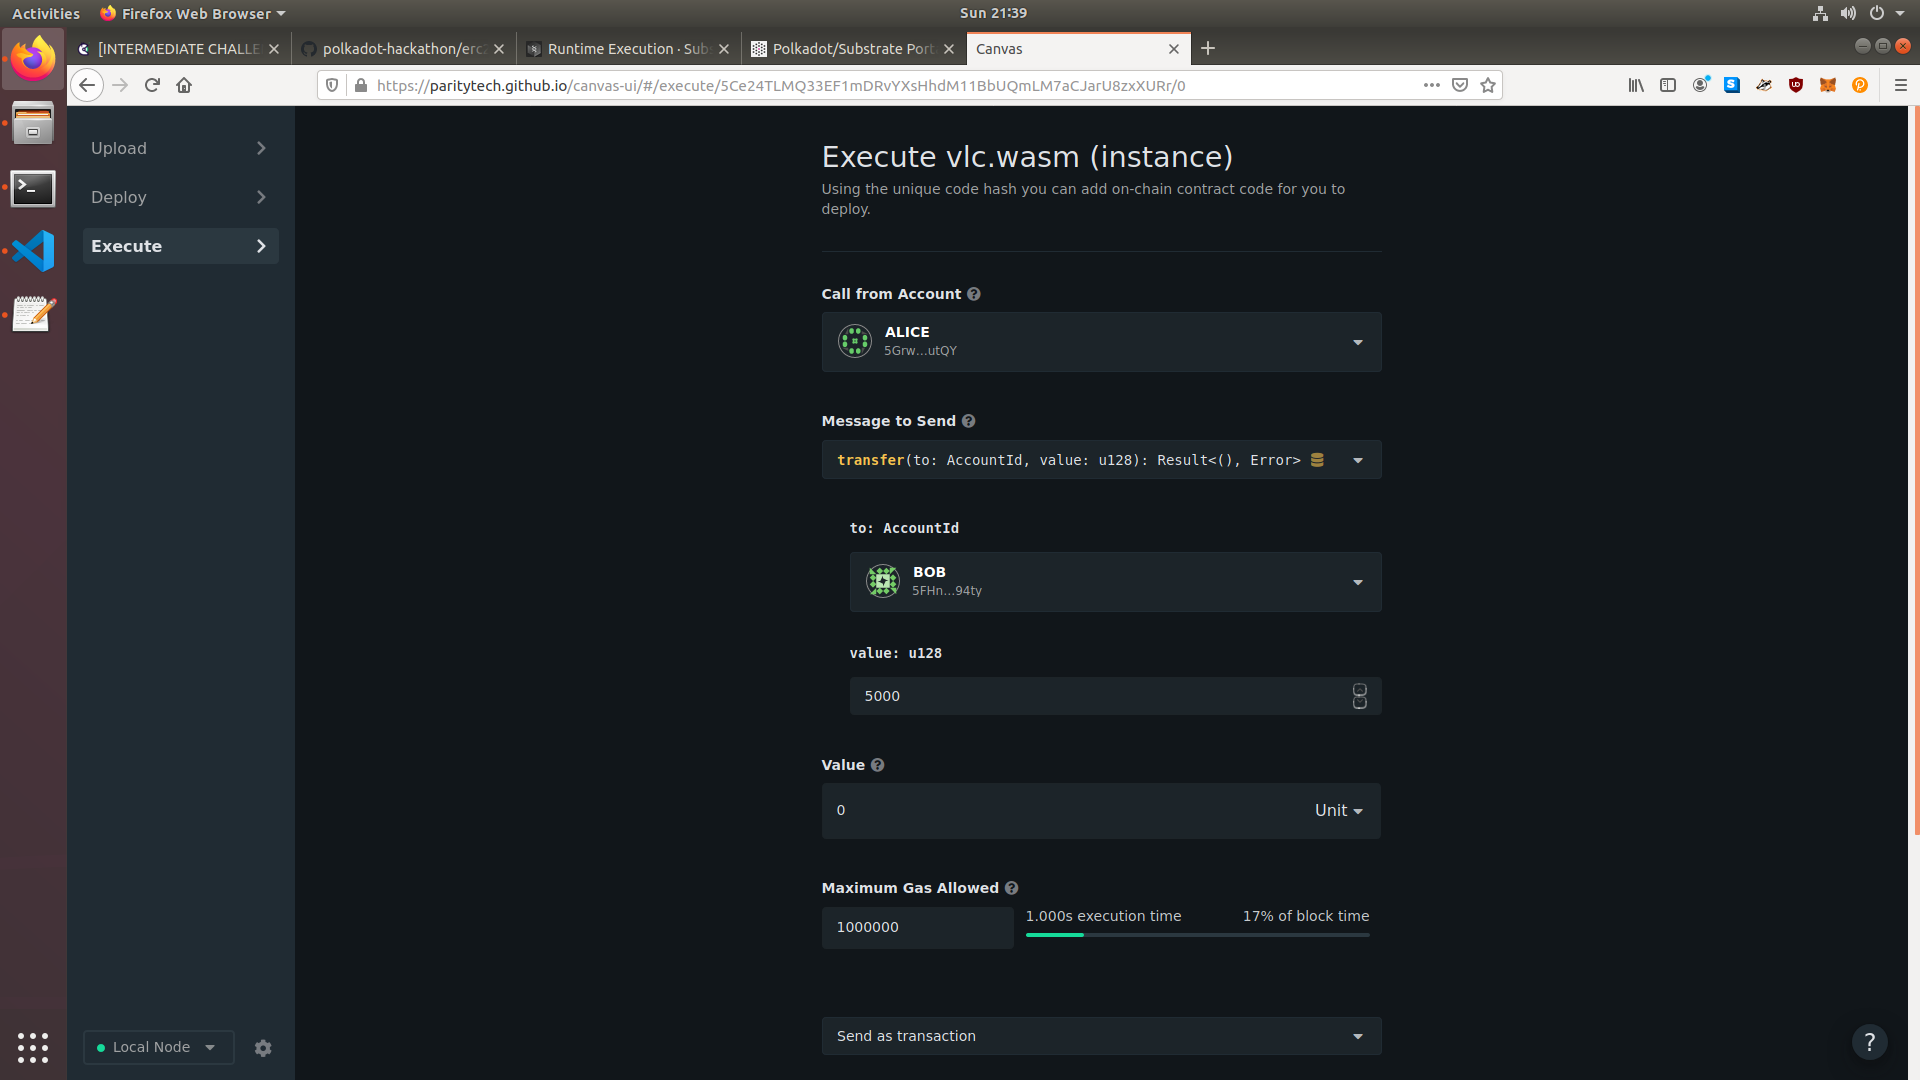 Activities
Firefox Web Browser
Sun 21:39
[INTERMEDIATE CHALLE
polkadot-hackathon/erc2
Runtime Execution · Subs
Polkadot/Substrate Port
Canvas
https://paritytech.github.io/canvas-ui/#/execute/5Ce24TLMQ33EF1mDRvYXsHhdM11BbUQmLM7aCJarU8zxXURr/0
Upload
Deploy
Execute
Execute vlc.wasm (instance)
Using the unique code hash you can add on-chain contract code for you to
deploy.
Call from Account ?
ALICE
5Grw...utQY
Message to Send ?
transfer(to: AccountId, value: u128): Result<(), Error>
to: AccountId
BOB
5FHn...94ty
value: u128
5000
Value ?
0
Unit
Maximum Gas Allowed ?
1000000
1.000s execution time
17% of block time
Send as transaction
Local Node
?